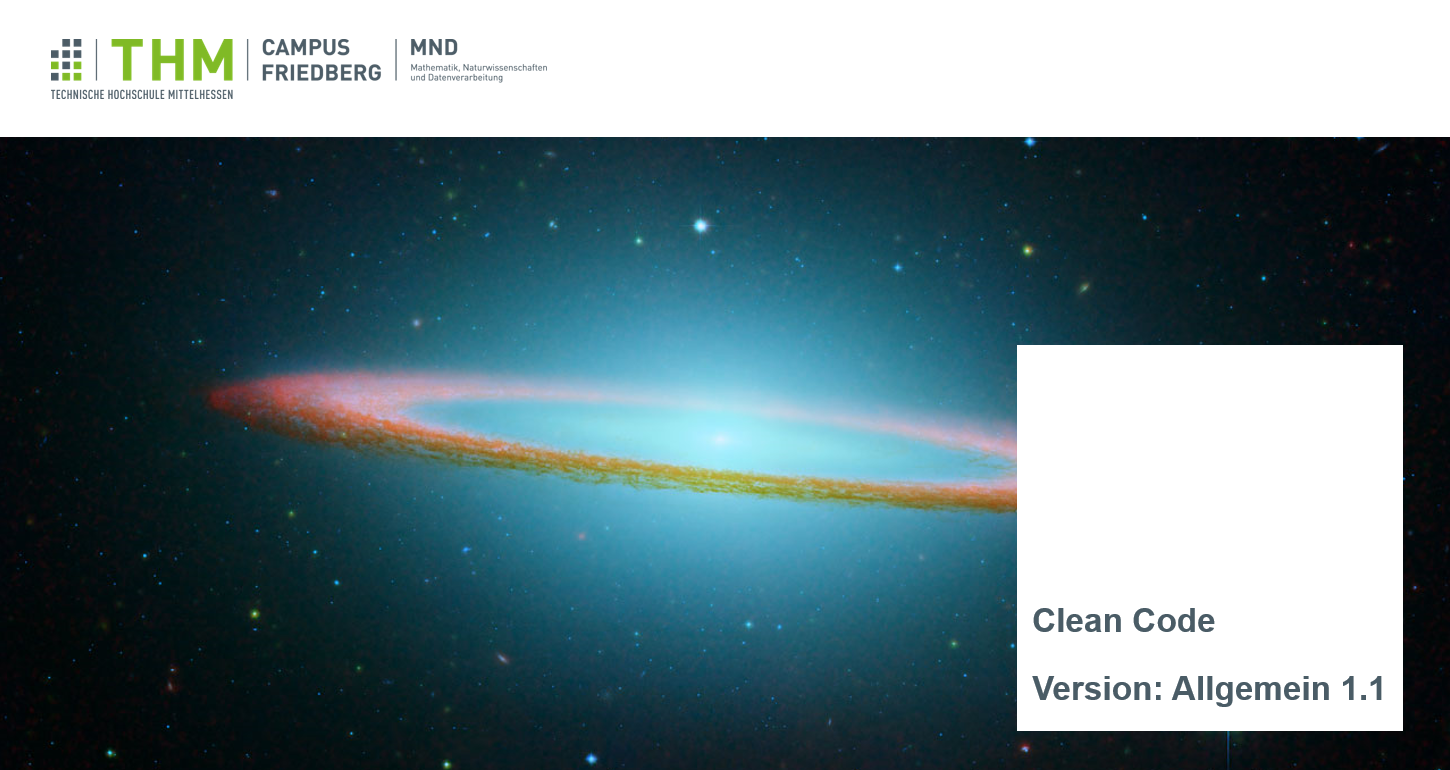 THM
TECHNISCHE HOCHSCHULE MITTELHESSEN
CAMPUS
FRIEDBERG
MND
Mathematik, Naturwissenschaften
und Datenverarbeitung
Clean Code
Version: Allgemein 1.1